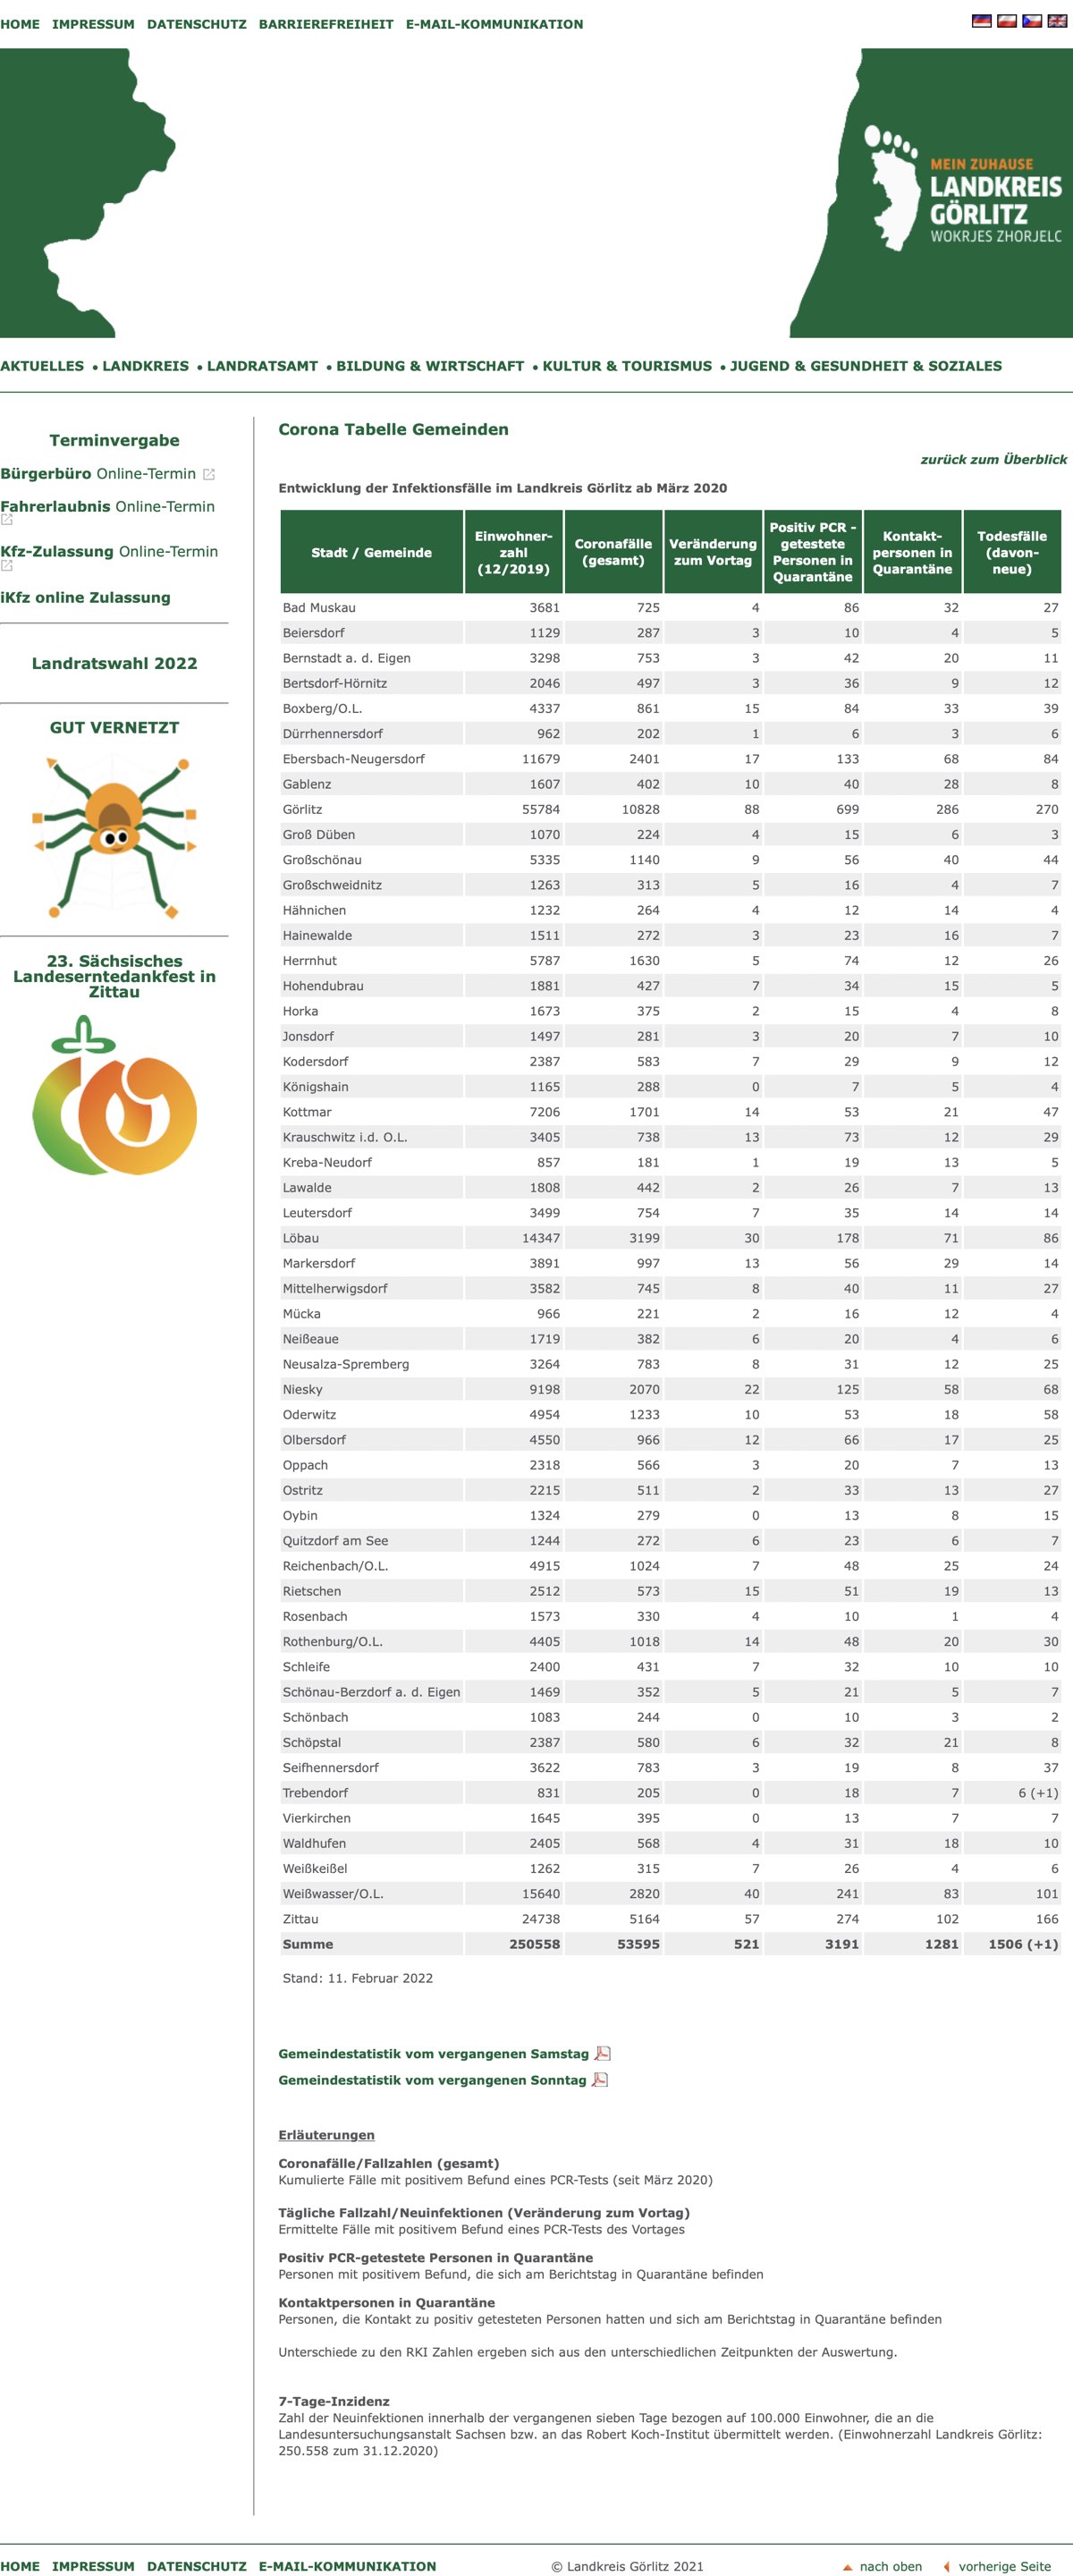 HOME IMPRESSUM DATENSCHUTZ BARRIEREFREIHEIT E-MAIL-KOMMUNIKATION
MEIN ZUHAUSE
LANDKREIS
GÖRLITZ
WOKRJES ZHORJELC
AKTUELLES • LANDKREIS • LANDRATSAMT • BILDUNG & WIRTSCHAFT • KULTUR & TOURISMUS • JUGEND & GESUNDHEIT & SOZIALES
Terminvergabe
Bürgerbüro Online-Termin
Fahrerlaubnis Online-Termin
Kfz-Zulassung Online-Termin
iKfz online Zulassung
Landratswahl 2022
GUT VERNETZT
23. Sächsisches
Landeserntedankfest in
Zittau
Corona Tabelle Gemeinden
zurück zum Überblick
Entwicklung der Infektionsfälle im Landkreis Görlitz ab März 2020
Stadt / Gemeinde Einwohner-zahl (12/2019) Coronafälle (gesamt) Veränderung zum Vortag Positiv PCR - getestete Personen in Quarantäne Kontakt-personen in Quarantäne Todesfälle (davon-neue)
Bad Muskau 3681 725 4 86 32 27
Beiersdorf 1129 287 3 10 4 5
Bernstadt a. d. Eigen 3298 753 3 42 20 11
Bertsdorf-Hörnitz 2046 497 3 36 9 12
Boxberg/O.L. 4337 861 15 84 33 39
Dürrhennersdorf 962 202 1 6 3 6
Ebersbach-Neugersdorf 11679 2401 17 133 68 84
Gablenz 1607 402 10 40 28 8
Görlitz 55784 10828 88 699 286 270
Groß Düben 1070 224 4 15 6 3
Großschönau 5335 1140 9 56 40 44
Großschweidnitz 1263 313 5 16 4 7
Hähnichen 1232 264 4 12 14 4
Hainewalde 1511 272 3 23 16 7
Herrnhut 5787 1630 5 74 12 26
Hohendubrau 1881 427 7 34 15 5
Horka 1673 375 2 15 4 8
Jonsdorf 1497 281 3 20 7 10
Kodersdorf 2387 583 7 29 9 12
Königshain 1165 288 0 7 5 4
Kottmar 7206 1701 14 53 21 47
Krauschwitz i.d. O.L. 3405 738 13 73 12 29
Kreba-Neudorf 857 181 1 19 13 5
Lawalde 1808 442 2 26 7 13
Leutersdorf 3499 754 7 35 14 14
Löbau 14347 3199 30 178 71 86
Markersdorf 3891 997 13 56 29 14
Mittelherwigsdorf 3582 745 8 40 11 27
Mücka 966 221 2 16 12 4
Neißeaue 1719 382 6 20 4 6
Neusalza-Spremberg 3264 783 8 31 12 25
Niesky 9198 2070 22 125 58 68
Oderwitz 4954 1233 10 53 18 58
Olbersdorf 4550 966 12 66 17 25
Oppach 2318 566 3 20 7 13
Ostritz 2215 511 2 33 13 27
Oybin 1324 279 0 13 8 15
Quitzdorf am See 1244 272 6 23 6 7
Reichenbach/O.L. 4915 1024 7 48 25 24
Rietschen 2512 573 15 51 19 13
Rosenbach 1573 330 4 10 1 4
Rothenburg/O.L. 4405 1018 14 48 20 30
Schleife 2400 431 7 32 10 10
Schönau-Berzdorf a. d. Eigen 1469 352 5 21 5 7
Schönbach 1083 244 0 10 3 2
Schöpstal 2387 580 6 32 21 8
Seifhennersdorf 3622 783 3 19 8 37
Trebendorf 831 205 0 18 7 6 (+1)
Vierkirchen 1645 395 0 13 7 7
Waldhufen 2405 568 4 31 18 10
Weißkeißel 1262 315 7 26 4 6
Weißwasser/O.L. 15640 2820 40 241 83 101
Zittau 24738 5164 57 274 102 166
Summe 250558 53595 521 3191 1281 1506 (+1)
Stand: 11. Februar 2022
Gemeindestatistik vom vergangenen Samstag
Gemeindestatistik vom vergangenen Sonntag
Erläuterungen
Coronafälle/Fallzahlen (gesamt)
Kumulierte Fälle mit positivem Befund eines PCR-Tests (seit März 2020)
Tägliche Fallzahl/Neuinfektionen (Veränderung zum Vortag)
Ermittelte Fälle mit positivem Befund eines PCR-Tests des Vortages
Positiv PCR-getestete Personen in Quarantäne
Personen mit positivem Befund, die sich am Berichtstag in Quarantäne befinden
Kontaktpersonen in Quarantäne
Personen, die Kontakt zu positiv getesteten Personen hatten und sich am Berichtstag in Quarantäne befinden
Unterschiede zu den RKI Zahlen ergeben sich aus den unterschiedlichen Zeitpunkten der Auswertung.
7-Tage-Inzidenz
Zahl der Neuinfektionen innerhalb der vergangenen sieben Tage bezogen auf 100.000 Einwohner, die an die
Landesuntersuchungsanstalt Sachsen bzw. an das Robert Koch-Institut übermittelt werden. (Einwohnerzahl Landkreis Görlitz:
250.558 zum 31.12.2020)
HOME IMPRESSUM DATENSCHUTZ E-MAIL-KOMMUNIKATION © Landkreis Görlitz 2021 nach oben vorherige Seite